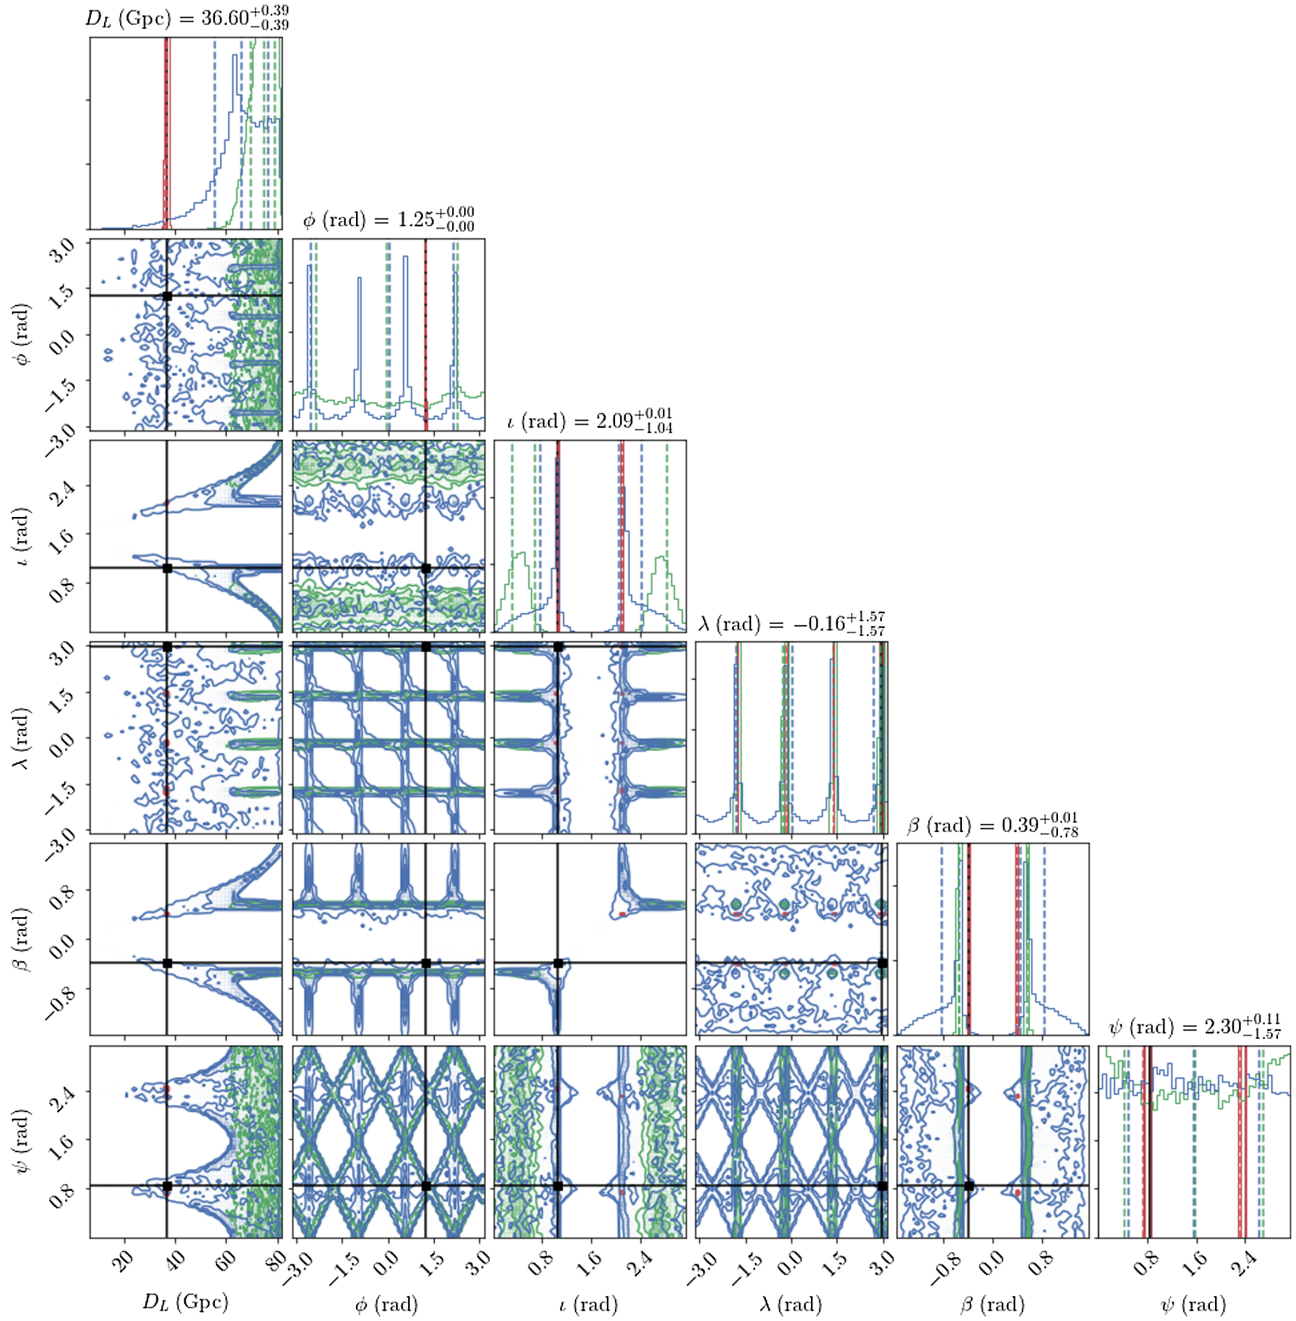 D_L (Gpc) = 36.60^{+0.39}_{-0.39}
ϕ (rad) = 1.25^{+0.00}_{-0.00}
3.0
1.5
0.0
−1.5
−3.0
ϕ (rad)
ι (rad) = 2.09^{+0.01}_{-1.04}
2.4
1.6
0.8
ι (rad)
λ (rad) = −0.16^{+1.57}_{-1.57}
3.0
1.5
0.0
−1.5
−3.0
λ (rad)
β (rad) = 0.39^{+0.01}_{-0.78}
0.8
0.0
−0.8
β (rad)
ψ (rad) = 2.30^{+0.11}_{-1.57}
2.4
1.6
0.8
ψ (rad)
20 40 60 80 −3.0 −1.5 0.0 1.5 3.0 0.8 1.6 2.4 −3.0 −1.5 0.0 1.5 3.0 −0.8 0.0 0.8 0.8 1.6 2.4
D_L (Gpc) ϕ (rad) ι (rad) λ (rad) β (rad) ψ (rad)